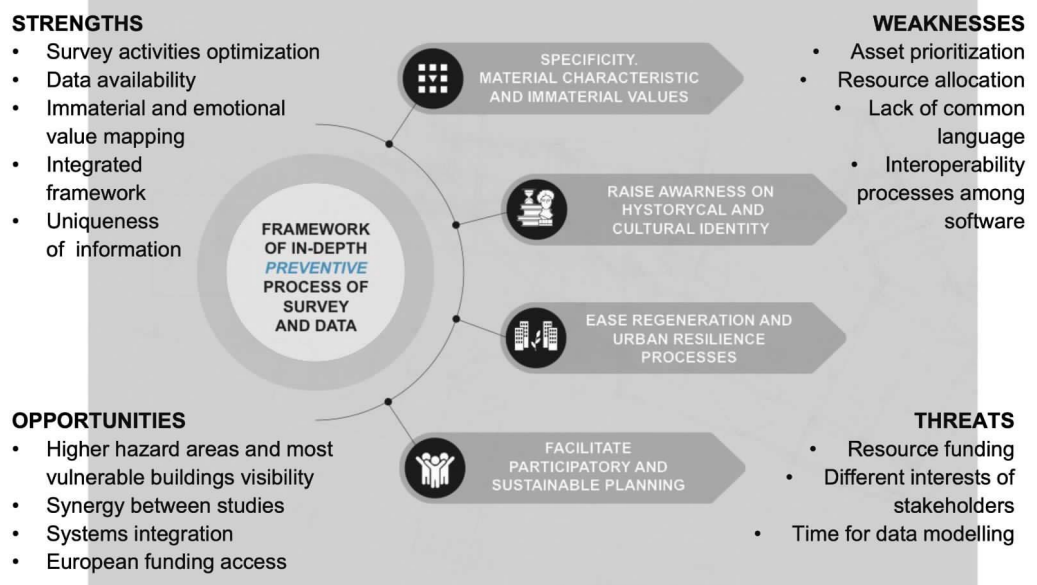 STRENGTHS
• Survey activities optimization
• Data availability
• Immaterial and emotional
value mapping
• Integrated
framework
• Uniqueness
of information
WEAKNESSES
• Asset prioritization
• Resource allocation
• Lack of common
language
• Interoperability
processes among
software
SPECIFICITY.
MATERIAL CHARACTERISTIC
AND IMMATERIAL VALUES
RAISE AWARNESS ON
HYSTORYCAL AND
CULTURAL IDENTITY
FRAMEWORK
OF IN-DEPTH
PREVENTIVE
PROCESS OF
SURVEY
AND DATA
EASE REGENERATION AND
URBAN RESILIENCE
PROCESSES
FACILITATE
PARTICIPATORY AND
SUSTAINABLE PLANNING
OPPORTUNITIES
• Higher hazard areas and most
vulnerable buildings visibility
• Synergy between studies
• Systems integration
• European funding access
THREATS
• Resource funding
• Different interests of
stakeholders
• Time for data modelling